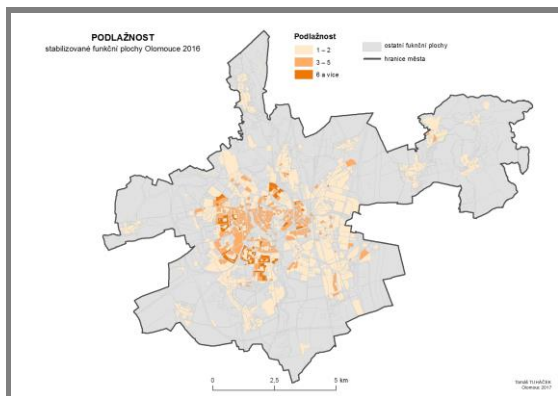 PODLAŽNOST
stabilizované funkční plochy Olomouce 2016
Podlažnost
1 – 2
3 – 5
6 a více
ostatní fuknční plochy
hranice města
0 2,5 5 km
Olomouc 2017